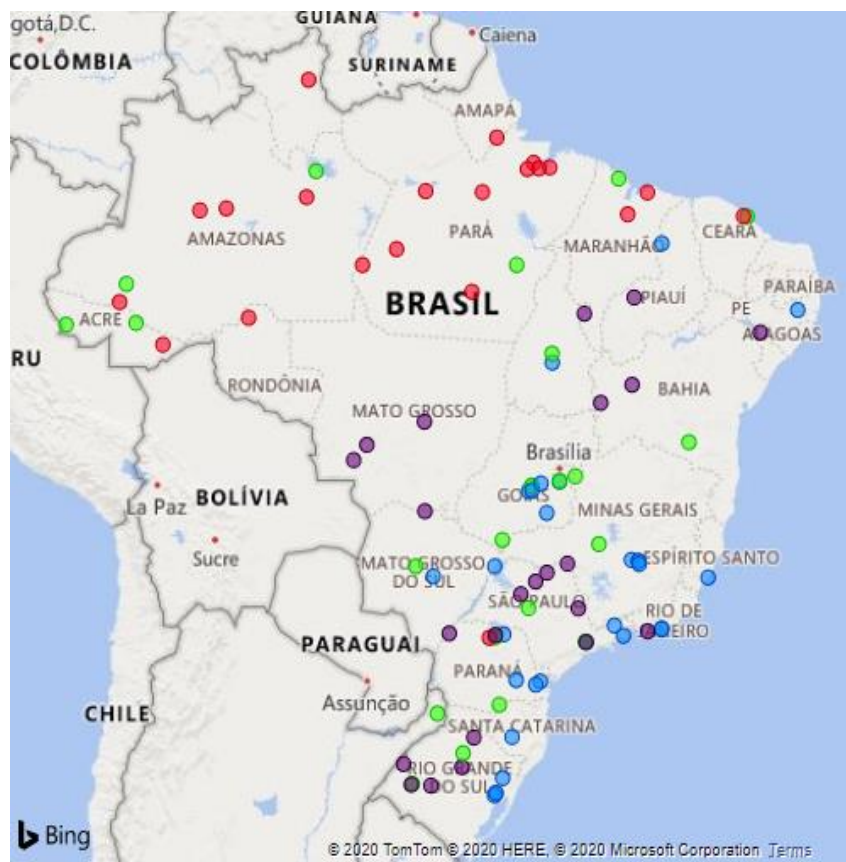 GUIANA
gotá,D.C.
Caiena
COLÔMBIA
SURINAME
AMAPÁ
AMAZONAS
PARÁ
MARANHÃO
CEARÁ
BRASIL
PIAUÍ
PARAÍBA
ACRE
PE
ALAGOAS
RU
RONDÔNIA
MATO GROSSO
BAHIA
Brasília
La Paz
BOLÍVIA
GOIÁS
MINAS GERAIS
Sucre
MATO GROSSO
DO SUL
ESPÍRITO SANTO
SÃO PAULO
RIO DE
JANEIRO
PARAGUAI
PARANÁ
Assunção
CHILE
SANTA CATARINA
RIO GRANDE
DO SUL
Bing
© 2020 TomTom © 2020 HERE, © 2020 Microsoft Corporation Terms